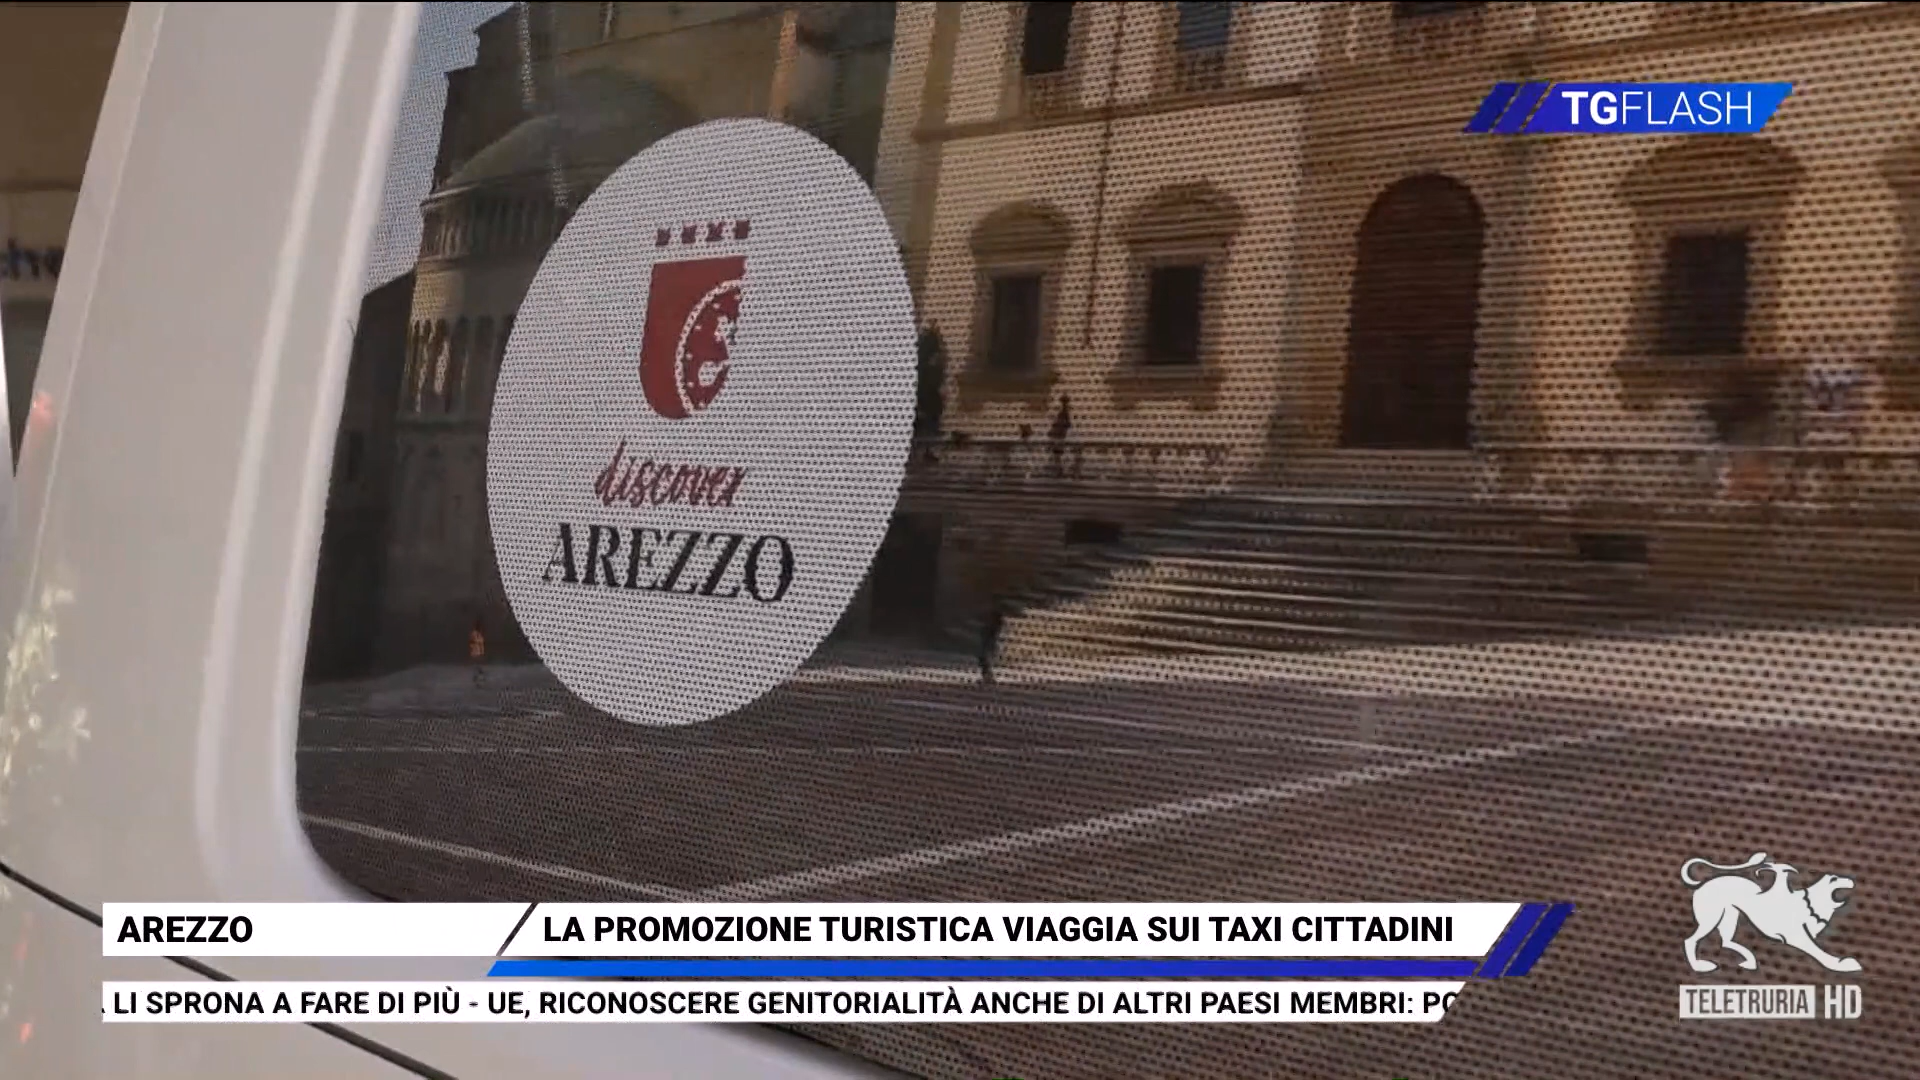 TGFLASH
discover
AREZZO
AREZZO
LA PROMOZIONE TURISTICA VIAGGIA SUI TAXI CITTADINI
LI SPRONA A FARE DI PIÙ - UE, RICONOSCERE GENITORIALITÀ ANCHE DI ALTRI PAESI MEMBRI:
TELETRURIA HD